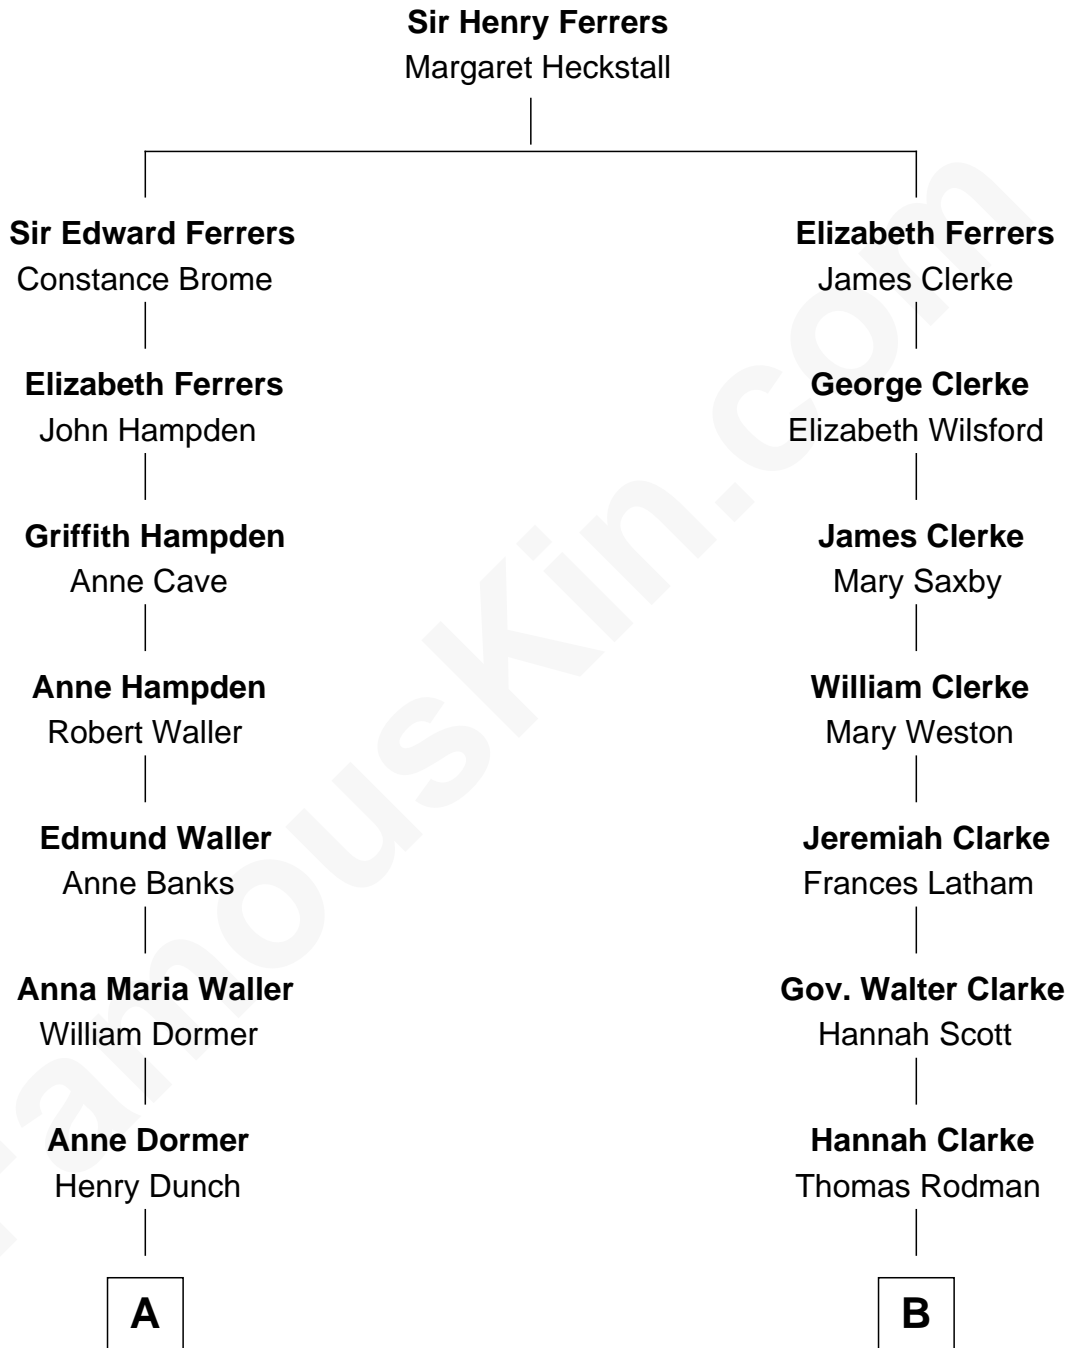 Sir Henry Ferrers
Margaret Heckstall
Sir Edward Ferrers
Constance Brome
Elizabeth Ferrers
John Hampden
Griffith Hampden
Anne Cave
Anne Hampden
Robert Waller
Edmund Waller
Anne Banks
Anna Maria Waller
William Dormer
Anne Dormer
Henry Dunch
A
Elizabeth Ferrers
James Clerke
George Clerke
Elizabeth Wilsford
James Clerke
Mary Saxby
William Clerke
Mary Weston
Jeremiah Clarke
Frances Latham
Gov. Walter Clarke
Hannah Scott
Hannah Clarke
Thomas Rodman
B
FamousKin.com